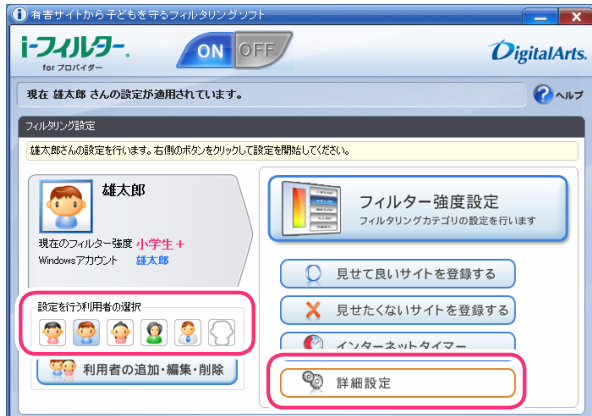 有害サイトから子どもを守るフィルタリングソフト
i-フィルター®
for プロバイダー
ON OFF
DigitalArts®
現在 雄太郎 さんの設定が適用されています。
ヘルプ
フィルタリング設定
雄太郎さんの設定を行います。右側のボタンをクリックして設定を開始してください。
雄太郎
現在のフィルター強度 小学生+
Windowsアカウント 雄太郎
設定を行う利用者の選択
利用者の追加・編集・削除
フィルター強度設定
フィルタリングカテゴリの設定を行います
見せて良いサイトを登録する
見せたくないサイトを登録する
インターネットタイマー
詳細設定